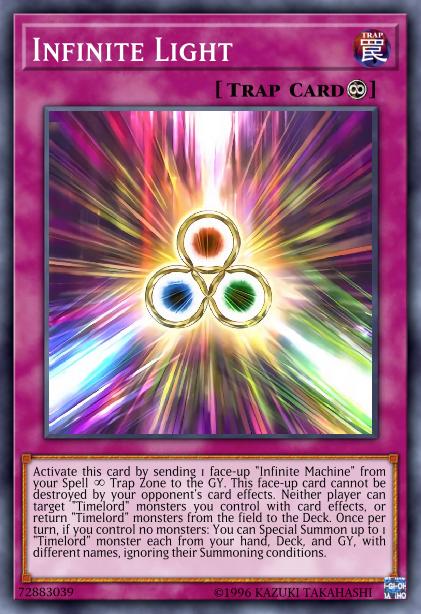 INFINITE LIGHT
TRAP
罠
[TRAP CARD∞]
Activate this card by sending 1 face-up "Infinite Machine" from
your Spell ∞ Trap Zone to the GY. This face-up card cannot be
destroyed by your opponent's card effects. Neither player can
target "Timelord" monsters you control with card effects, or
return "Timelord" monsters from the field to the Deck. Once per
turn, if you control no monsters: You can Special Summon up to 1
"Timelord" monster each from your hand, Deck, and GY, with
different names, ignoring their Summoning conditions.
72883039
©1996 KAZUKI TAKAHASHI